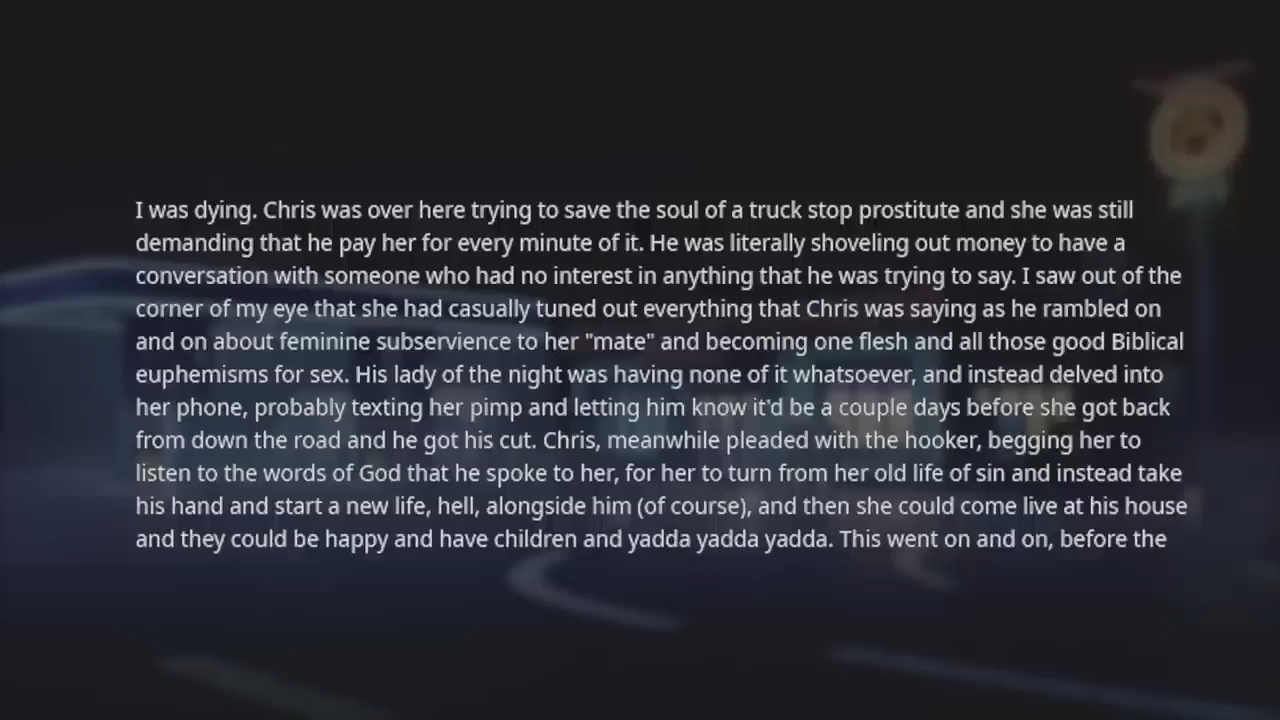 I was dying. Chris was over here trying to save the soul of a truck stop prostitute and she was still
demanding that he pay her for every minute of it. He was literally shoveling out money to have a
conversation with someone who had no interest in anything that he was trying to say. I saw out of the
corner of my eye that she had casually tuned out everything that Chris was saying as he rambled on
and on about feminine subservience to her "mate" and becoming one flesh and all those good Biblical
euphemisms for sex. His lady of the night was having none of it whatsoever, and instead delved into
her phone, probably texting her pimp and letting him know it'd be a couple days before she got back
from down the road and he got his cut. Chris, meanwhile pleaded with the hooker, begging her to
listen to the words of God that he spoke to her, for her to turn from her old life of sin and instead take
his hand and start a new life, hell, alongside him (of course), and then she could come live at his house
and they could be happy and have children and yadda yadda yadda. This went on and on, before the